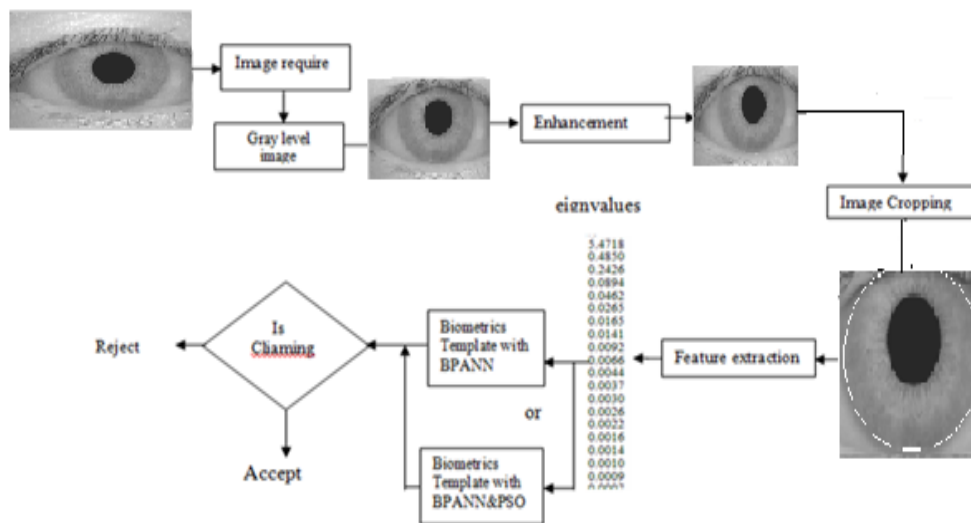 Image require
Gray level
image
Enhancement
Image Cropping
eignvalues
5.4718
0.4850
0.2426
0.0894
0.0462
0.0265
0.0165
0.0141
0.0092
0.0066
0.0044
0.0037
0.0030
0.0026
0.0022
0.0016
0.0014
0.0010
0.0009
Feature extraction
Biometrics
Template with
BPANN
or
Biometrics
Template with
BPANN&PSO
Is
Cliaming
Reject
Accept